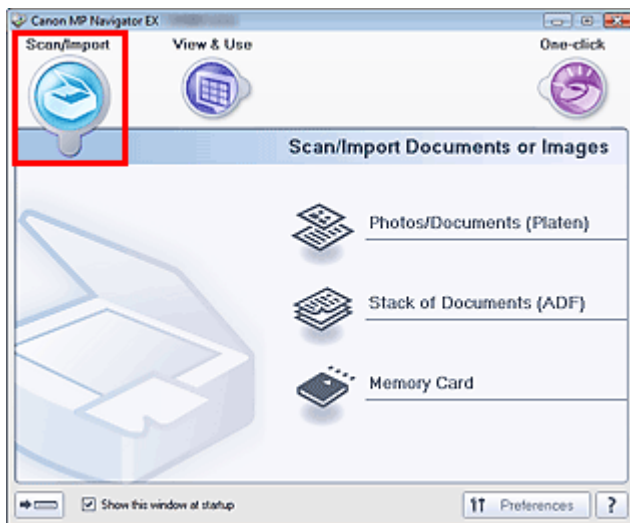 Canon MP Navigator EX
Scan/Import
View & Use
One-click
Scan/Import Documents or Images
Photos/Documents (Platen)
Stack of Documents (ADF)
Memory Card
Show this window at startup
Preferences
?